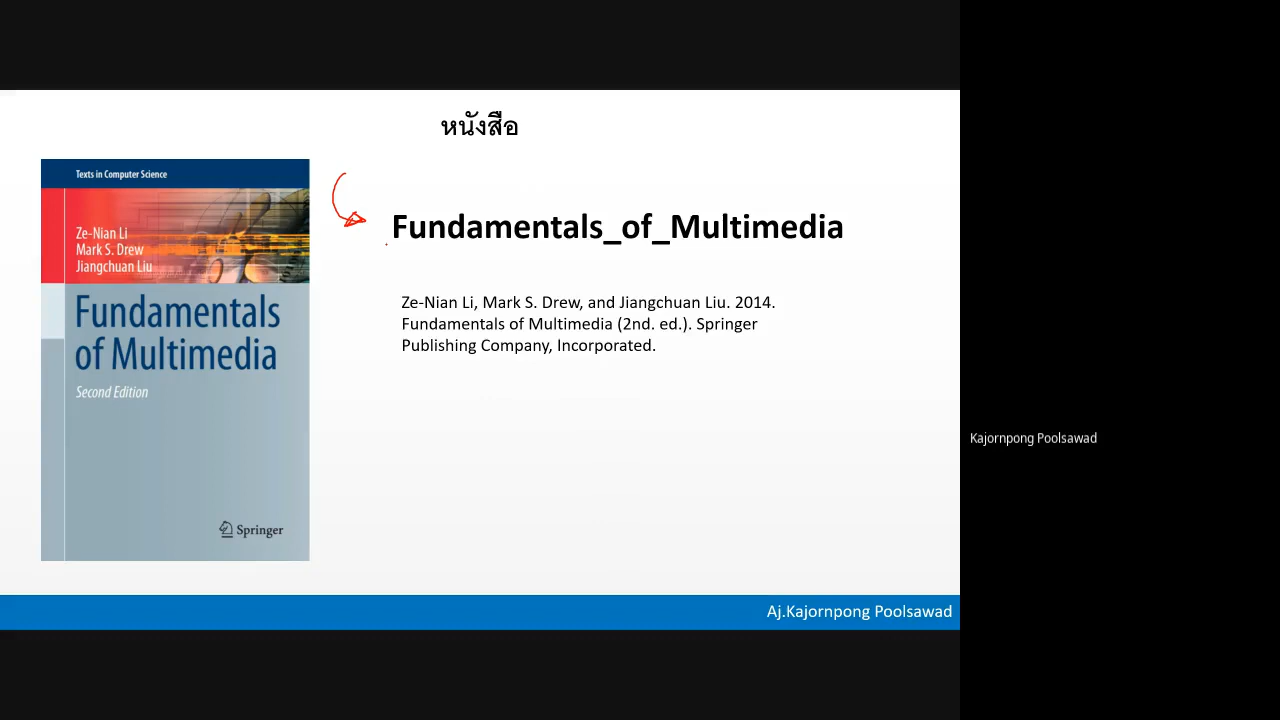 หนังสือ
Texts in Computer Science
Ze-Nian Li
Mark S. Drew
Jiangchuan Liu
Fundamentals
of Multimedia
Second Edition
Springer
Fundamentals_of_Multimedia
Ze-Nian Li, Mark S. Drew, and Jiangchuan Liu. 2014.
Fundamentals of Multimedia (2nd. ed.). Springer
Publishing Company, Incorporated.
Kajornpong Poolsawad
Aj.Kajornpong Poolsawad